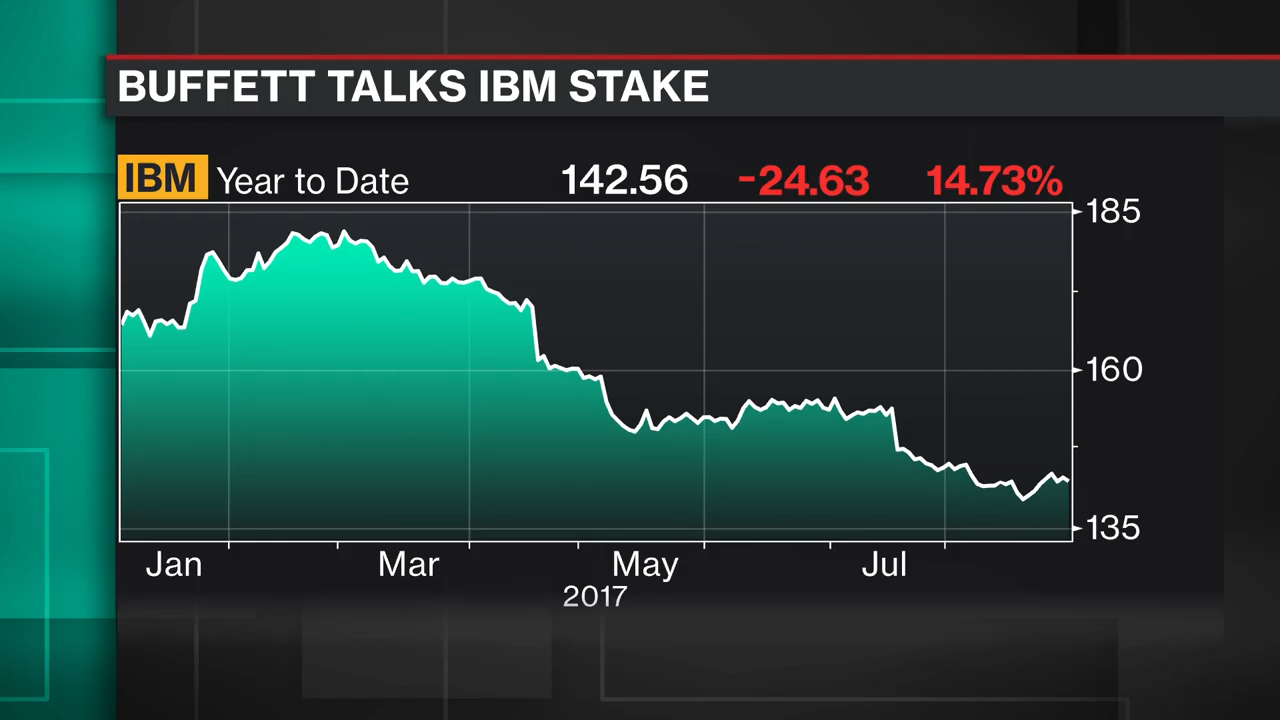 BUFFETT TALKS IBM STAKE
IBM Year to Date 142.56 -24.63 14.73%
185
160
135
Jan Mar May Jul
2017